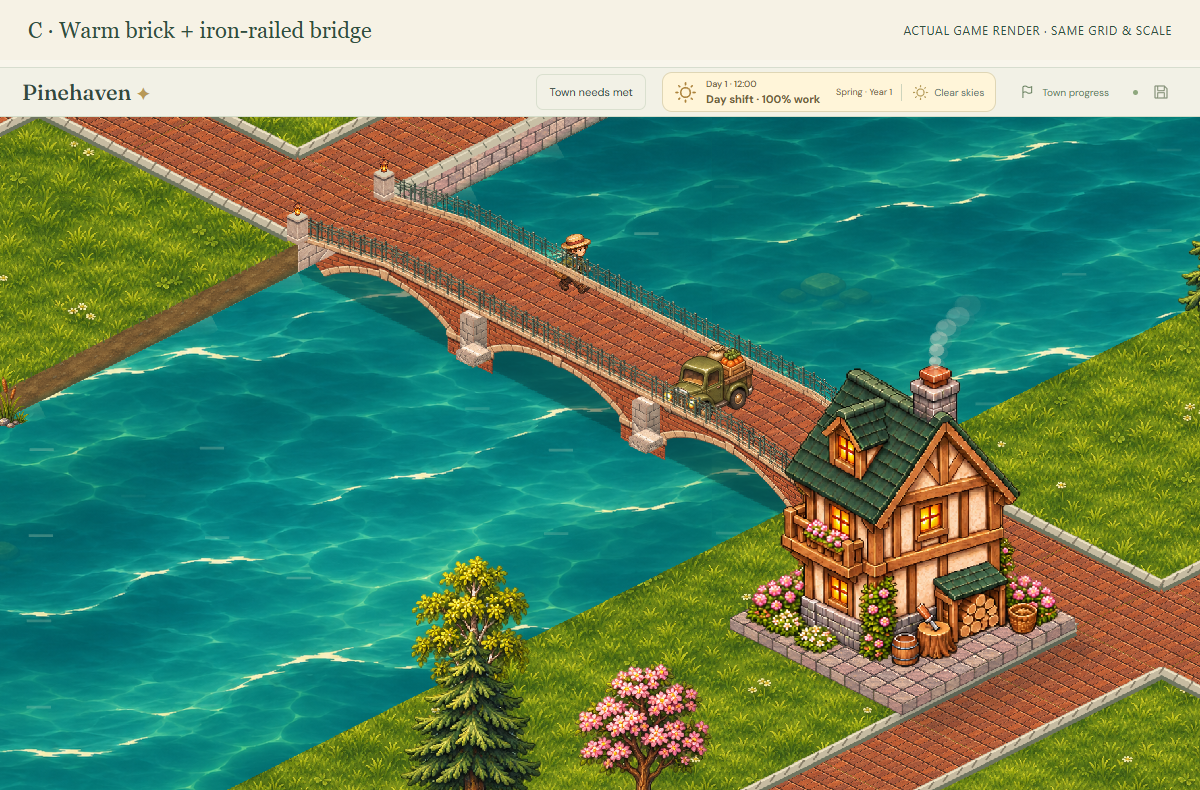 C · Warm brick + iron-railed bridge
ACTUAL GAME RENDER · SAME GRID & SCALE
Pinehaven
Town needs met
Day 1 · 12:00
Day shift · 100% work
Spring · Year 1
Clear skies
Town progress